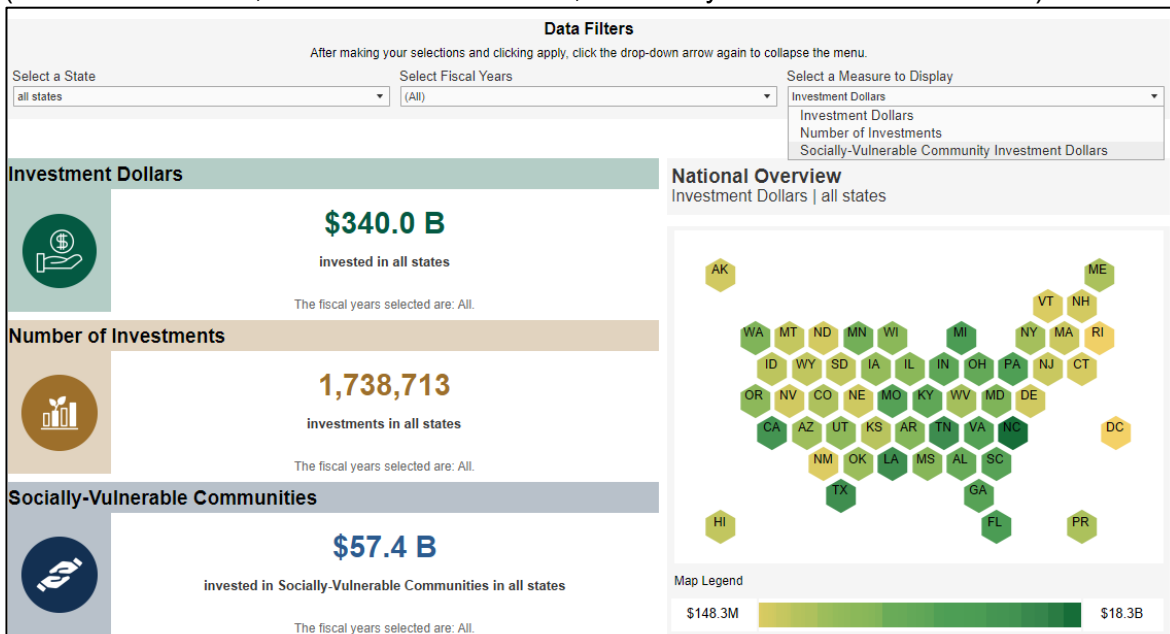 Data Filters
After making your selections and clicking apply, click the drop-down arrow again to collapse the menu.
Select a State
Select Fiscal Years
Select a Measure to Display
all states
(All)
Investment Dollars
Investment Dollars
Number of Investments
Socially-Vulnerable Community Investment Dollars
Investment Dollars
$340.0 B
invested in all states
The fiscal years selected are: All.
Number of Investments
1,738,713
investments in all states
The fiscal years selected are: All.
Socially-Vulnerable Communities
$57.4 B
invested in Socially-Vulnerable Communities in all states
The fiscal years selected are: All.
National Overview
Investment Dollars | all states
AK ME
VT NH
WA MT ND MN WI MI NY MA RI
ID WY SD IA IL IN OH PA NJ CT
OR NV CO NE MO KY WV MD DE
CA AZ UT KS AR TN VA NC DC
NM OK LA MS AL SC
TX GA
HI FL PR
Map Legend
$148.3M $18.3B